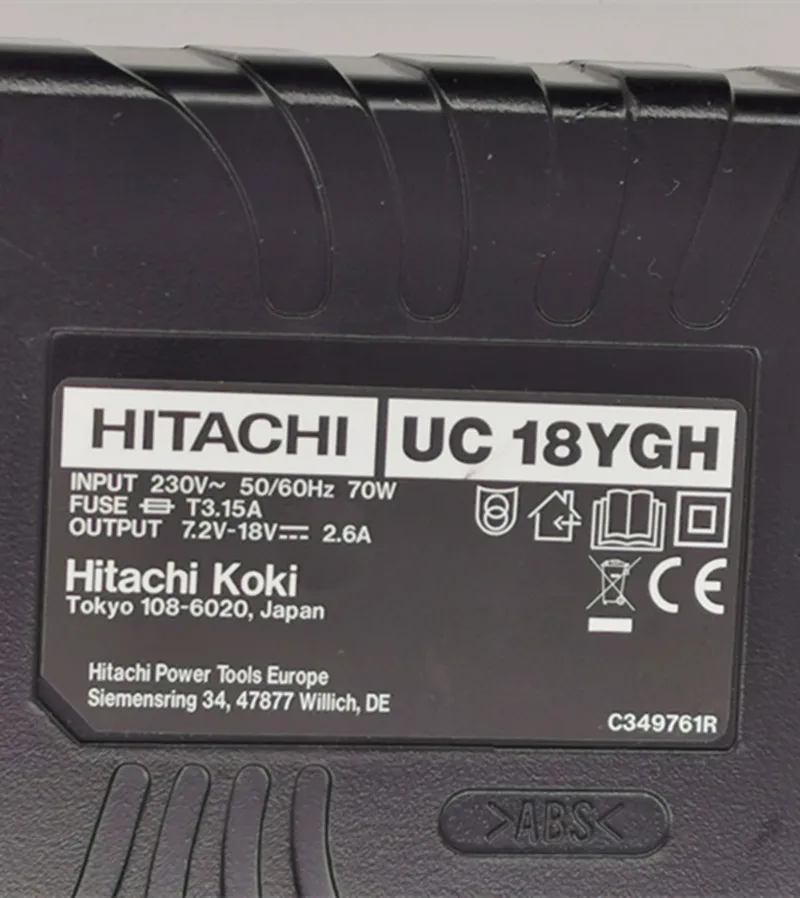 HITACHI UC 18YGH
INPUT 230V~ 50/60Hz 70W
FUSE T3.15A
OUTPUT 7.2V-18V⎓ 2.6A
Hitachi Koki
Tokyo 108-6020, Japan
CE
Hitachi Power Tools Europe
Siemensring 34, 47877 Willich, DE
C349761R
>ABS<